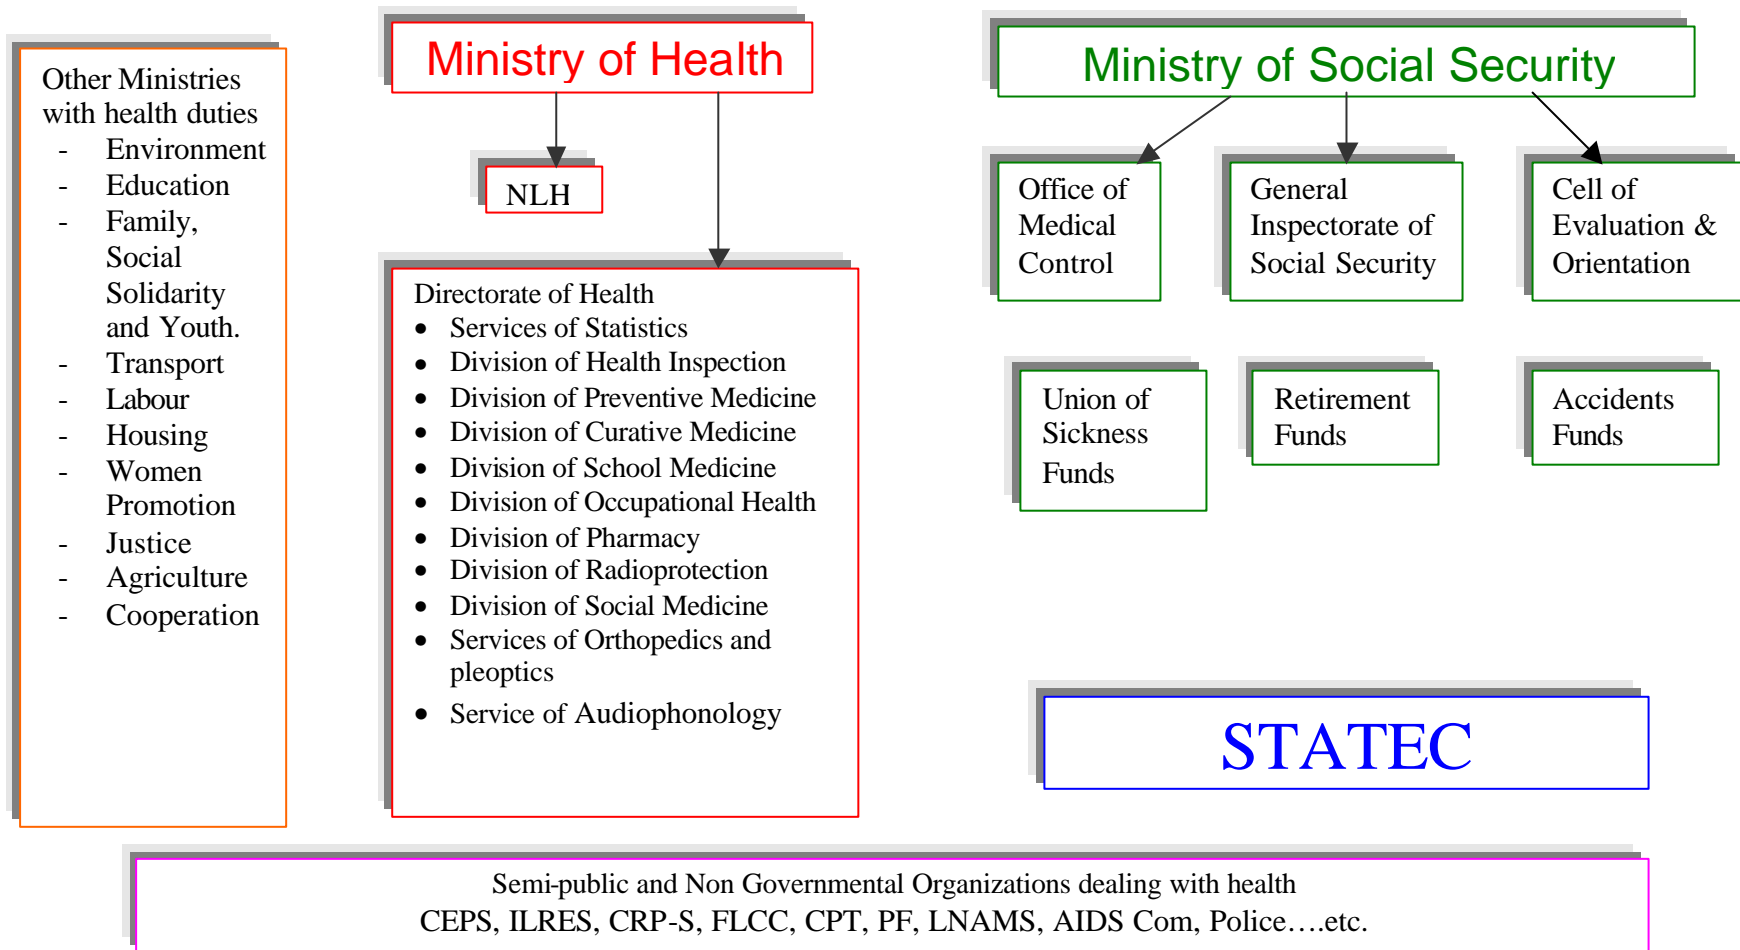 Other Ministries
with health duties
- Environment
- Education
- Family,
Social
Solidarity
and Youth.
- Transport
- Labour
- Housing
- Women
Promotion
- Justice
- Agriculture
- Cooperation
Ministry of Health
NLH
Directorate of Health
• Services of Statistics
• Division of Health Inspection
• Division of Preventive Medicine
• Division of Curative Medicine
• Division of School Medicine
• Division of Occupational Health
• Division of Pharmacy
• Division of Radioprotection
• Division of Social Medicine
• Services of Orthopedics and
pleoptics
• Service of Audiophonology
Ministry of Social Security
Office of
Medical
Control
General
Inspectorate of
Social Security
Cell of
Evaluation &
Orientation
Union of
Sickness
Funds
Retirement
Funds
Accidents
Funds
STATEC
Semi-public and Non Governmental Organizations dealing with health
CEPS, ILRES, CRP-S, FLCC, CPT, PF, LNAMS, AIDS Com, Police….etc.